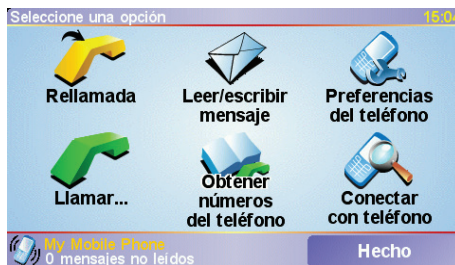 Seleccione una opción
15:04
Rellamada
Leer/escribir
mensaje
Preferencias
del teléfono
Llamar...
Obtener
números
del teléfono
Conectar
con teléfono
My Mobile Phone,
0 mensajes no leidos
Hecho